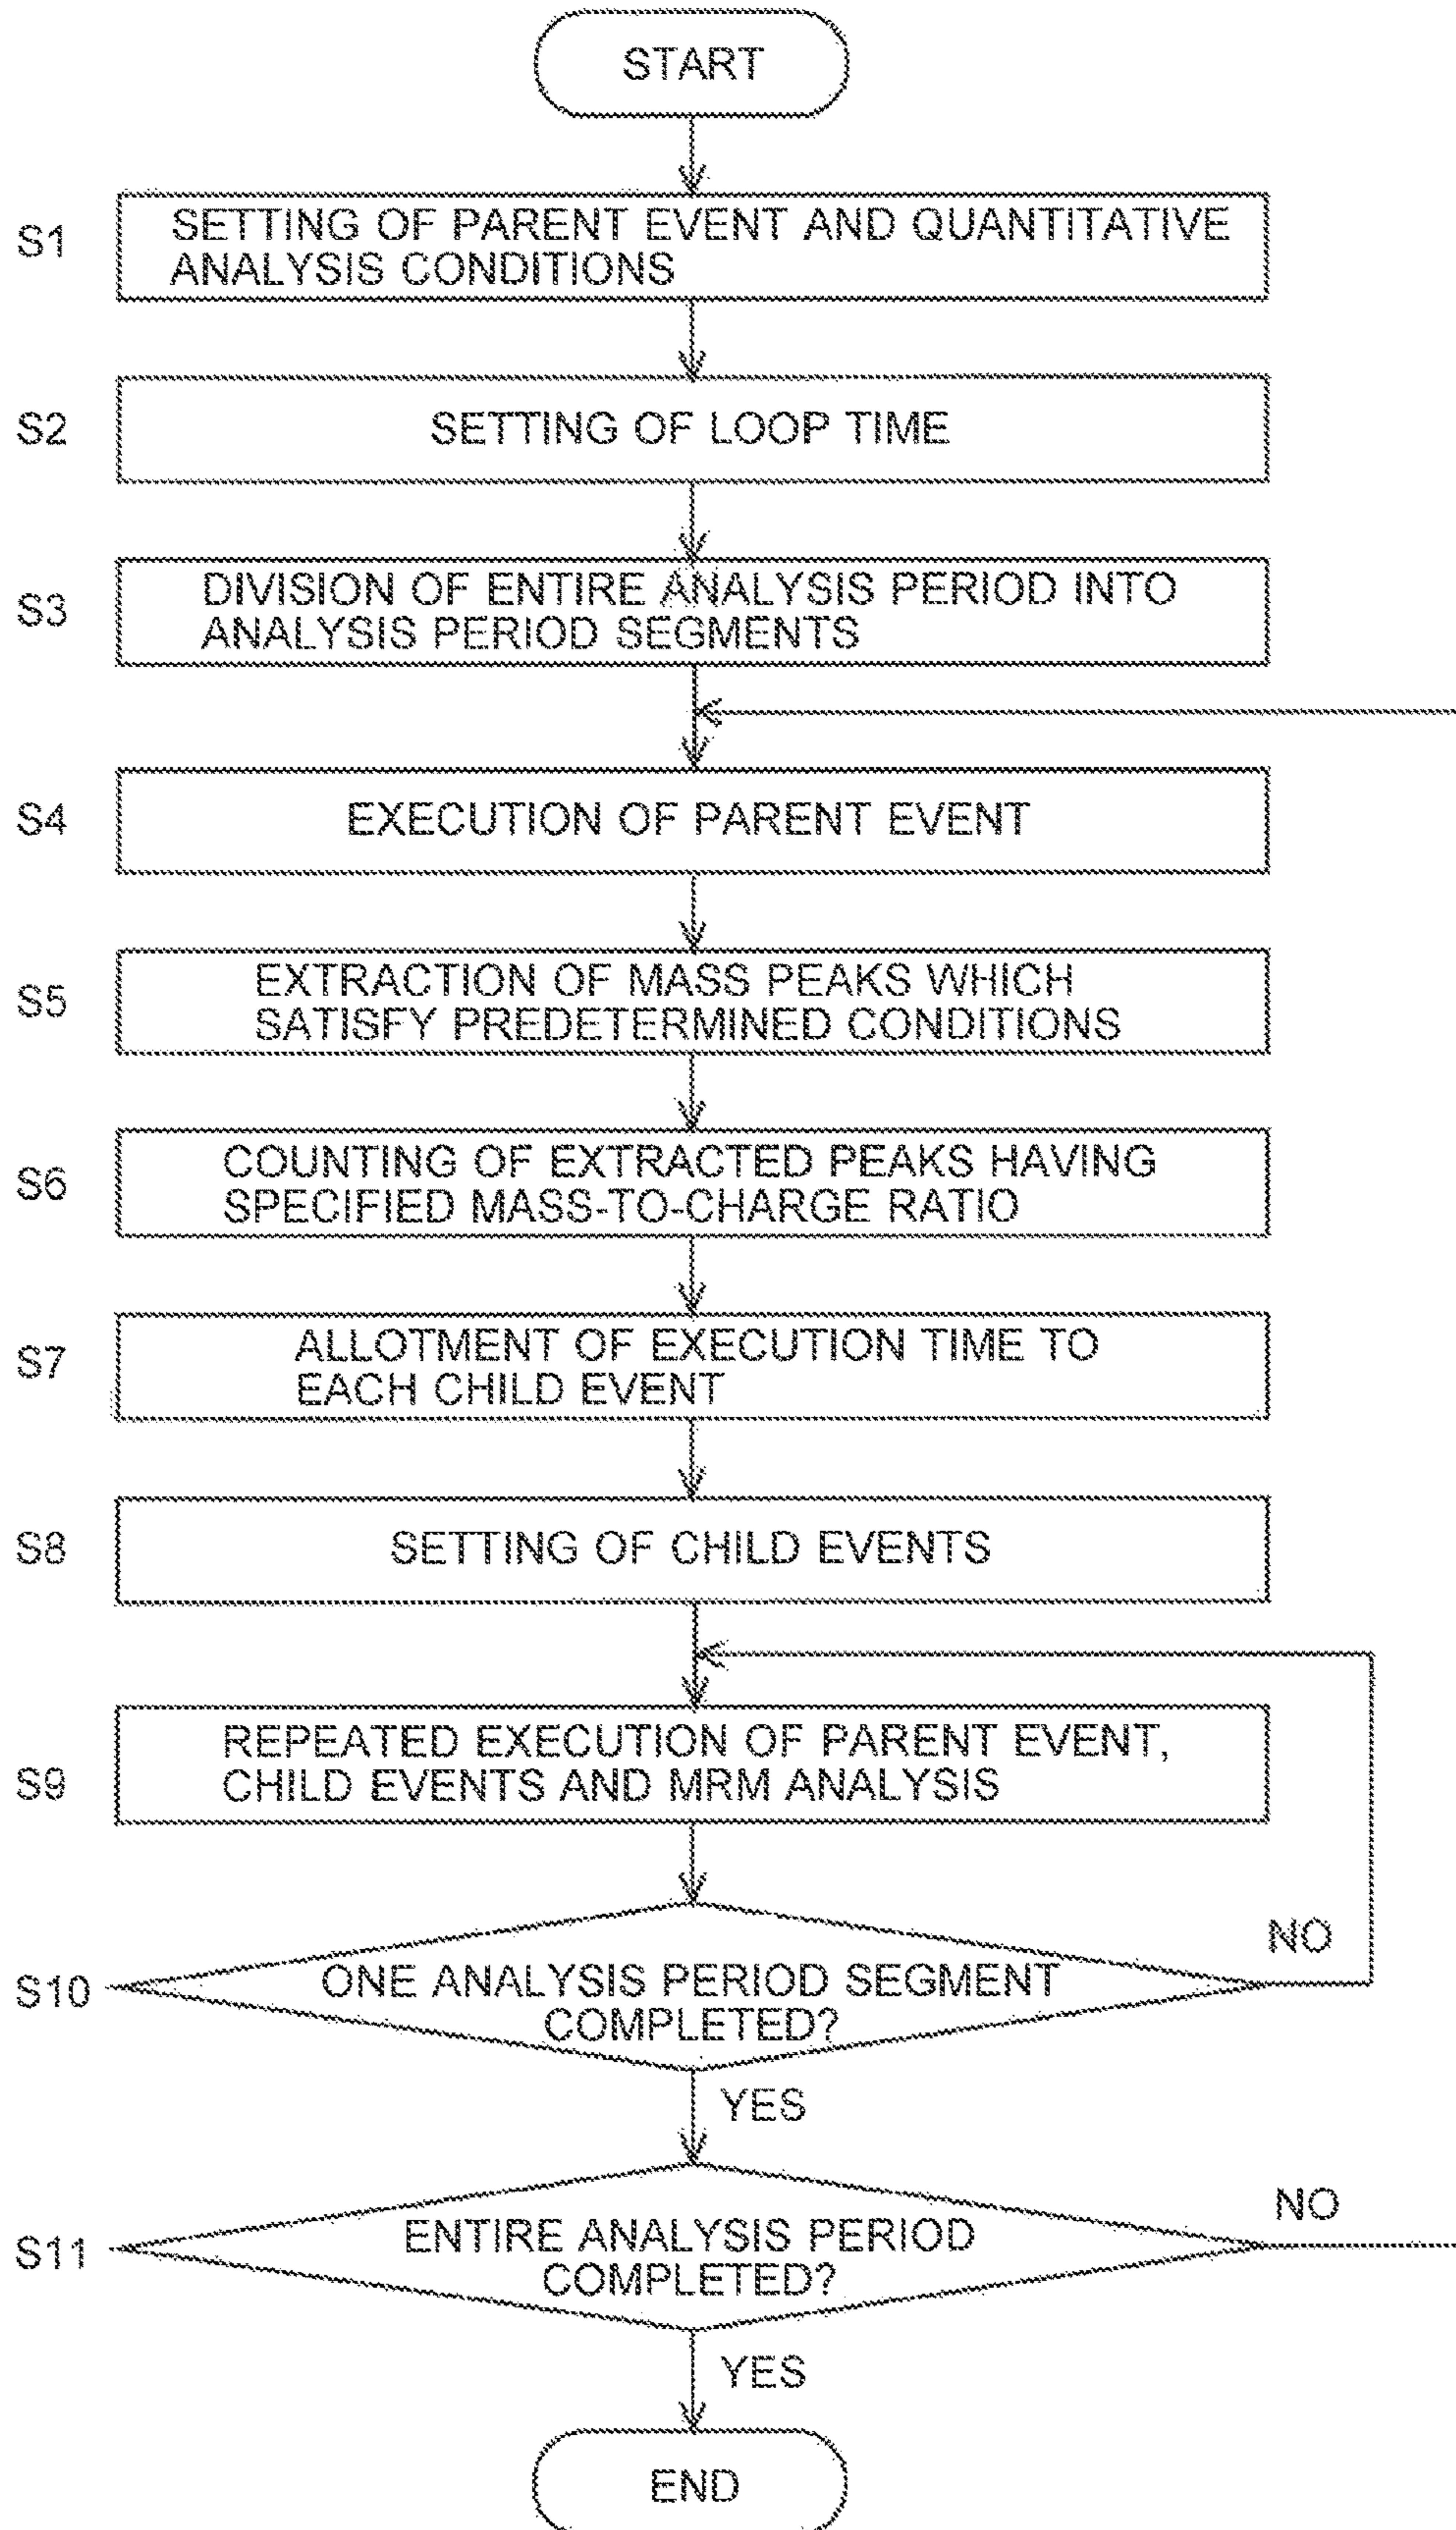 START
S1
SETTING OF PARENT EVENT AND QUANTITATIVE
ANALYSIS CONDITIONS
S2
SETTING OF LOOP TIME
S3
DIVISION OF ENTIRE ANALYSIS PERIOD INTO
ANALYSIS PERIOD SEGMENTS
S4
EXECUTION OF PARENT EVENT
S5
EXTRACTION OF MASS PEAKS WHICH
SATISFY PREDETERMINED CONDITIONS
S6
COUNTING OF EXTRACTED PEAKS HAVING
SPECIFIED MASS-TO-CHARGE RATIO
S7
ALLOTMENT OF EXECUTION TIME TO
EACH CHILD EVENT
S8
SETTING OF CHILD EVENTS
S9
REPEATED EXECUTION OF PARENT EVENT,
CHILD EVENTS AND MRM ANALYSIS
NO
S10
ONE ANALYSIS PERIOD SEGMENT
COMPLETED?
YES
NO
S11
ENTIRE ANALYSIS PERIOD
COMPLETED?
YES
END